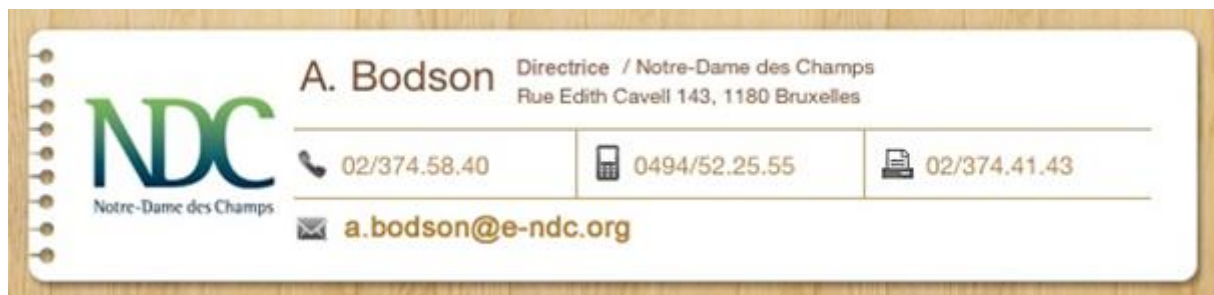 NDC
Notre-Dame des Champs
A. Bodson
Directrice / Notre-Dame des Champs
Rue Edith Cavell 143, 1180 Bruxelles
02/374.58.40
0494/52.25.55
02/374.41.43
a.bodson@e-ndc.org